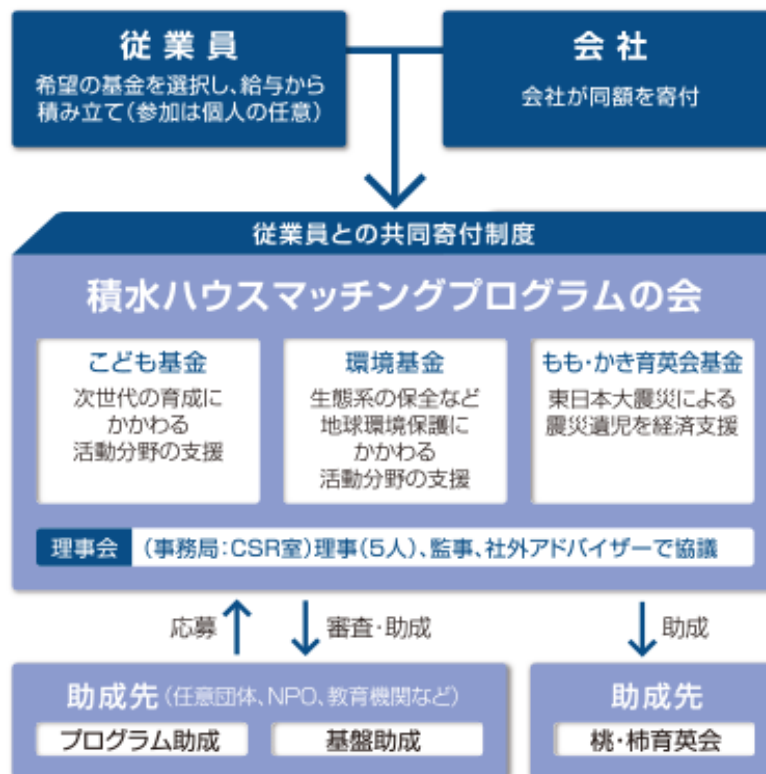 従業員
希望の基金を選択し、給与から
積み立て(参加は個人の任意)
会社
会社が同額を寄付
従業員との共同寄付制度
積水ハウスマッチングプログラムの会
こども基金
次世代の育成に
かかわる
活動分野の支援
環境基金
生態系の保全など
地球環境保護に
かかわる
活動分野の支援
もも・かき育英会基金
東日本大震災による
震災遺児を経済支援
理事会 (事務局:CSR室)理事(5人)、監事、社外アドバイザーで協議
応募
審査・助成
助成
助成先(任意団体、NPO、教育機関など)
プログラム助成
基盤助成
助成先
桃・柿育英会